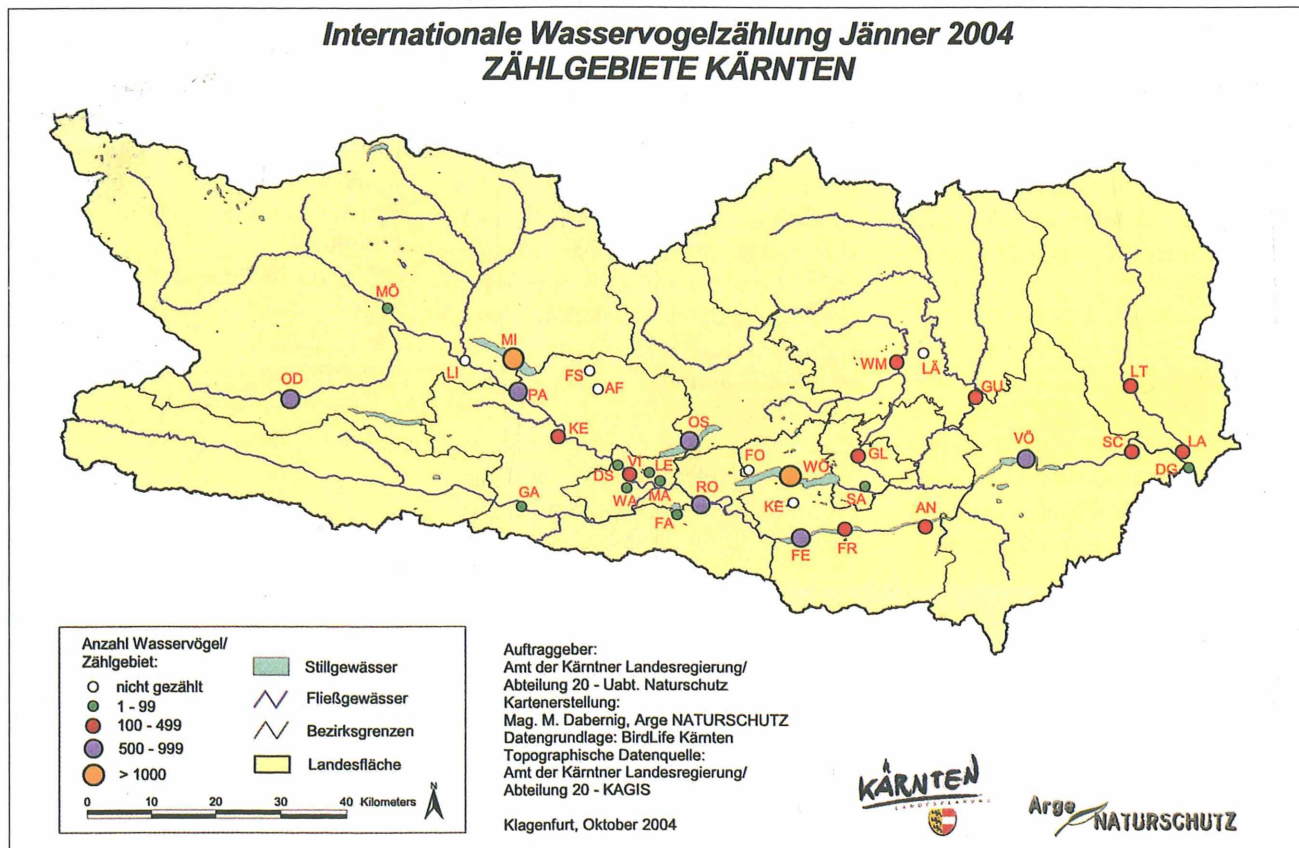 Internationale Wasservogelzählung Jänner 2004
ZÄHLGEBIETE KÄRNTEN
MÖ
MI
LI
FS
AF
WM
LÄ
LT
OD
PA
GU
KE
OS
VÖ
SC
LA
DG
DS
VI
LE
FO
WÖ
GL
GA
WA
MA
RO
KE
SA
FA
FE
FR
AN
Anzahl Wasservögel/
Zählgebiet:
nicht gezählt
1 - 99
100 - 499
500 - 999
> 1000
Stillgewässer
Fließgewässer
Bezirksgrenzen
Landesfläche
0 10 20 30 40 Kilometers
N
Auftraggeber:
Amt der Kärntner Landesregierung/
Abteilung 20 - Uabt. Naturschutz
Kartenerstellung:
Mag. M. Dabernig, Arge NATURSCHUTZ
Datengrundlage: BirdLife Kärnten
Topographische Datenquelle:
Amt der Kärntner Landesregierung/
Abteilung 20 - KAGIS
Klagenfurt, Oktober 2004
KÄRNTEN
LANDESREGIERUNG
Arge NATURSCHUTZ